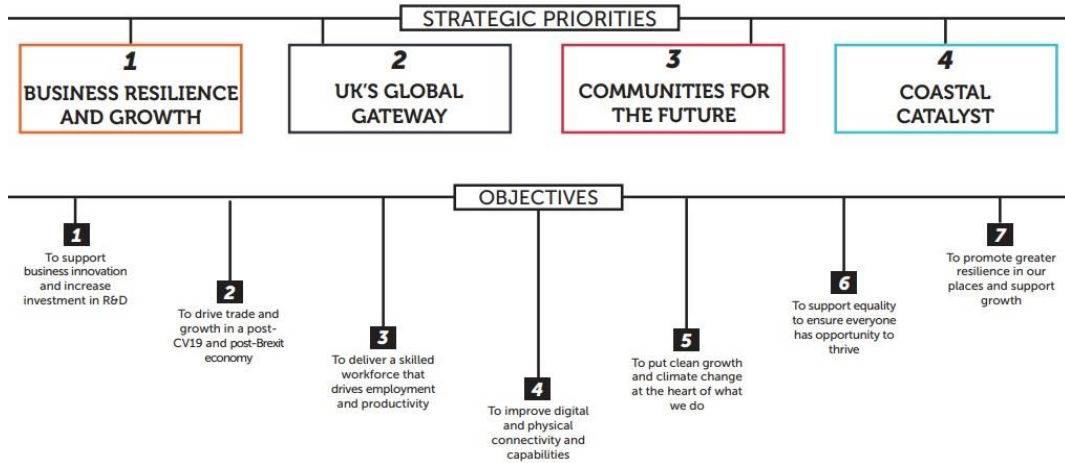 STRATEGIC PRIORITIES
1
BUSINESS RESILIENCE
AND GROWTH
2
UK'S GLOBAL
GATEWAY
3
COMMUNITIES FOR
THE FUTURE
4
COASTAL
CATALYST
OBJECTIVES
1
To support
business innovation
and increase
investment in R&D
2
To drive trade and
growth in a post-
CV19 and post-Brexit
economy
3
To deliver a skilled
workforce that
drives employment
and productivity
4
To improve digital
and physical
connectivity and
capabilities
5
To put clean growth
and climate change
at the heart of what
we do
6
To support equality
to ensure everyone
has opportunity to
thrive
7
To promote greater
resilience in our
places and support
growth